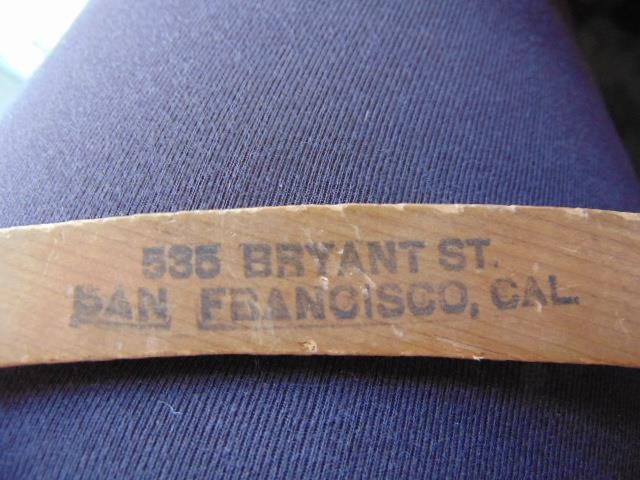 535 BRYANT ST.
SAN FRANCISCO, CAL.